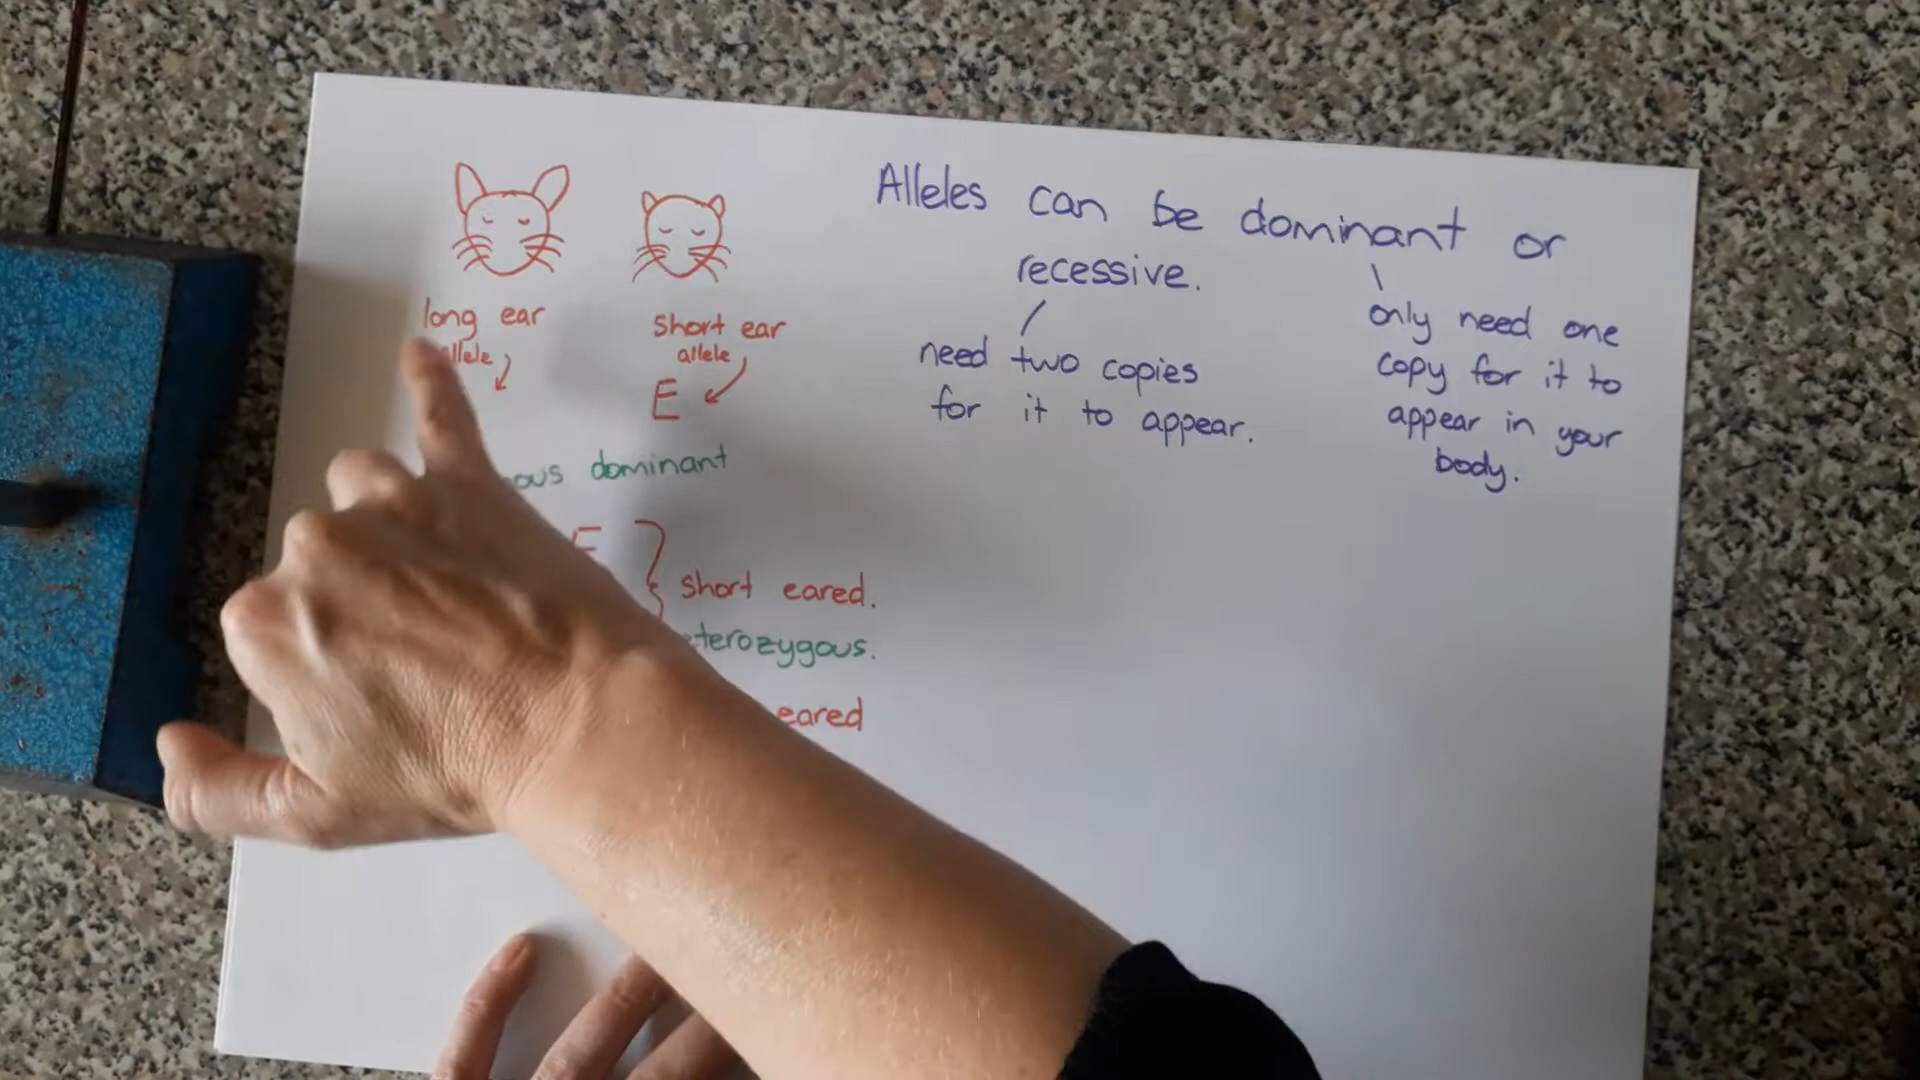 Alleles can be dominant or
recessive.
need two copies
for it to appear.
only need one
copy for it to
appear in your
body.
long ear
short ear
allele
E
dominant
E
short eared.
eared